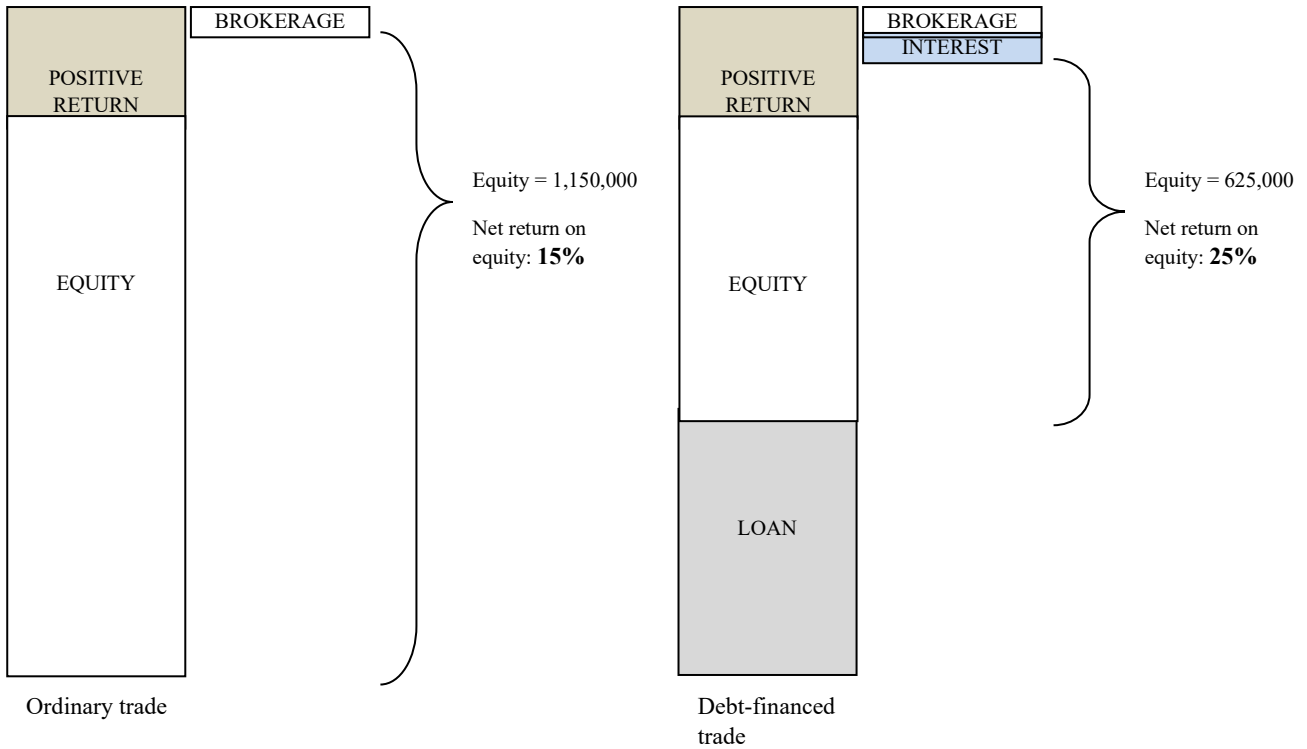 BROKERAGE
POSITIVE
RETURN
EQUITY
Equity = 1,150,000
Net return on
equity: 15%
Ordinary trade
BROKERAGE
INTEREST
POSITIVE
RETURN
EQUITY
LOAN
Equity = 625,000
Net return on
equity: 25%
Debt-financed
trade